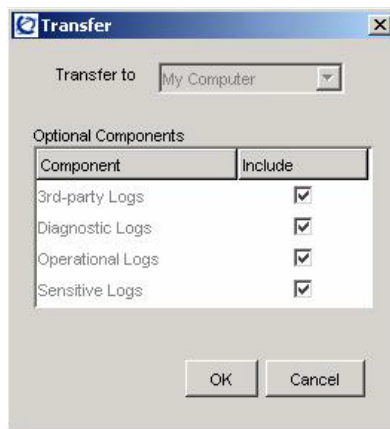 Transfer
Transfer to My Computer
Optional Components
Component Include
3rd-party Logs
Diagnostic Logs
Operational Logs
Sensitive Logs
OK Cancel